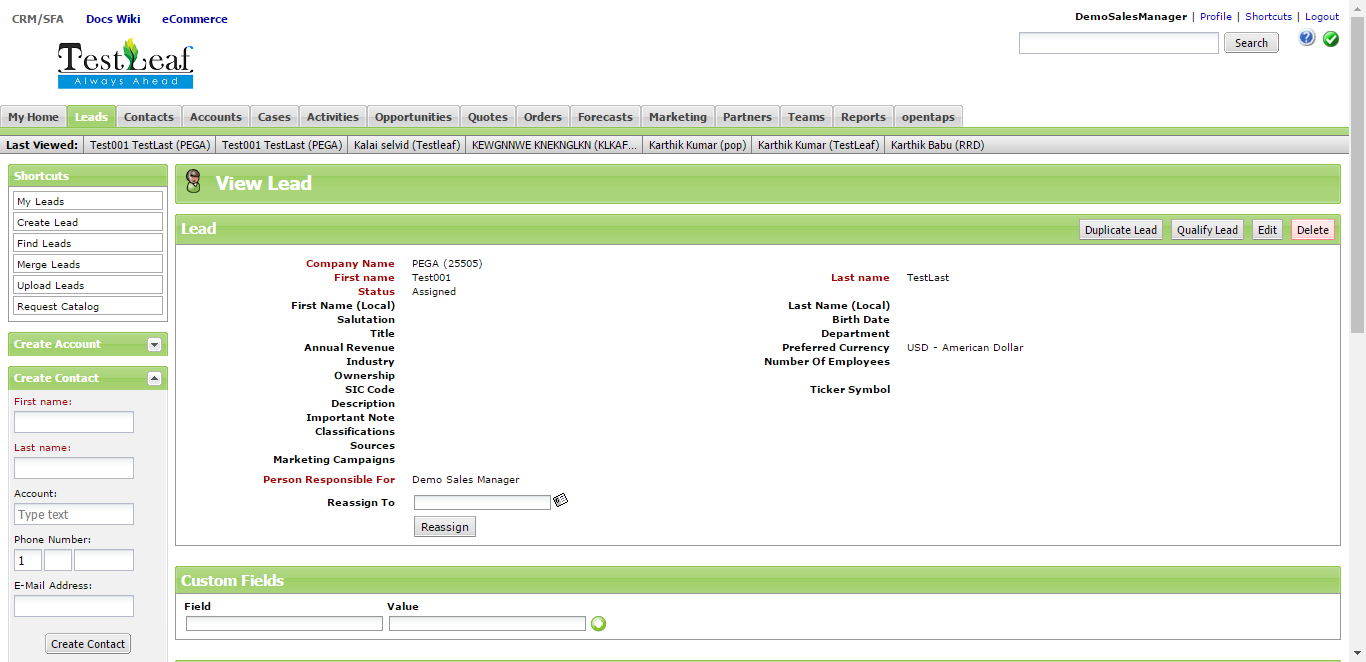 CRM/SFA Docs Wiki eCommerce
DemoSalesManager | Profile | Shortcuts | Logout
Search
TestLeaf
Always Ahead
My Home Leads Contacts Accounts Cases Activities Opportunities Quotes Orders Forecasts Marketing Partners Teams Reports opentaps
Last Viewed: Test001 TestLast (PEGA) Test001 TestLast (PEGA) Kalai selvid (Testleaf) KEWGNNWE KNEKNGLKN (KLKAF... Karthik Kumar (pop) Karthik Kumar (TestLeaf) Karthik Babu (RRD)
Shortcuts
My Leads
Create Lead
Find Leads
Merge Leads
Upload Leads
Request Catalog
Create Account
Create Contact
First name:
Last name:
Account:
Type text
Phone Number:
1
E-Mail Address:
Create Contact
View Lead
Lead
Duplicate Lead Qualify Lead Edit Delete
Company Name PEGA (25505)
First name Test001 Last name TestLast
Status Assigned
First Name (Local) Last Name (Local)
Salutation Birth Date
Title Department
Annual Revenue Preferred Currency USD - American Dollar
Industry Number Of Employees
Ownership
SIC Code Ticker Symbol
Description
Important Note
Classifications
Sources
Marketing Campaigns
Person Responsible For Demo Sales Manager
Reassign To
Reassign
Custom Fields
Field Value